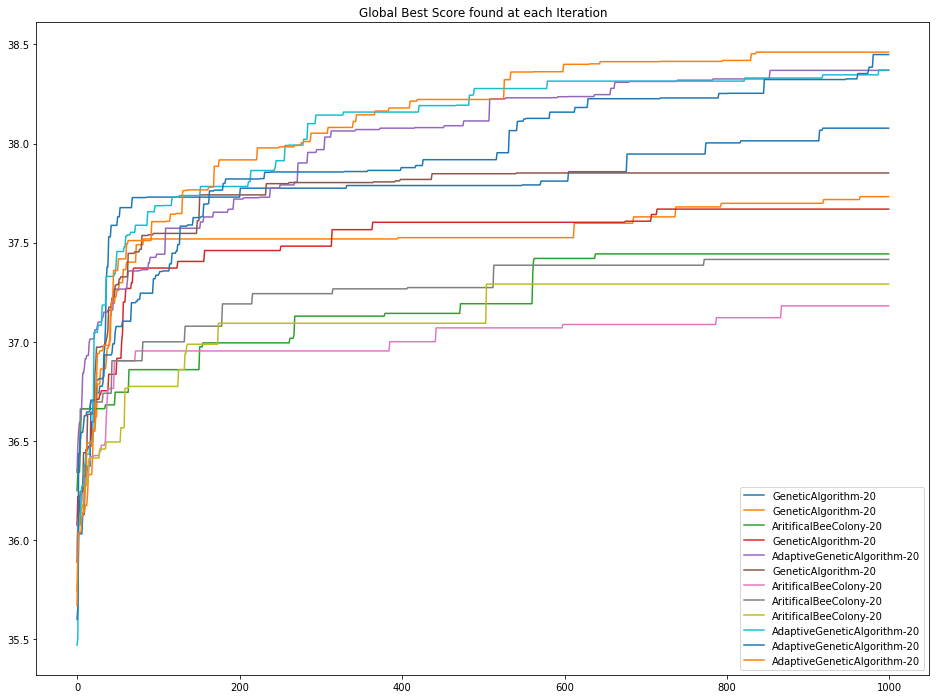 Global Best Score found at each Iteration
38.5
38.0
37.5
37.0
36.5
36.0
35.5
0
200
400
600
800
1000
GeneticAlgorithm-20
GeneticAlgorithm-20
AritificalBeeColony-20
GeneticAlgorithm-20
AdaptiveGeneticAlgorithm-20
GeneticAlgorithm-20
AritificalBeeColony-20
AritificalBeeColony-20
AritificalBeeColony-20
AdaptiveGeneticAlgorithm-20
AdaptiveGeneticAlgorithm-20
AdaptiveGeneticAlgorithm-20